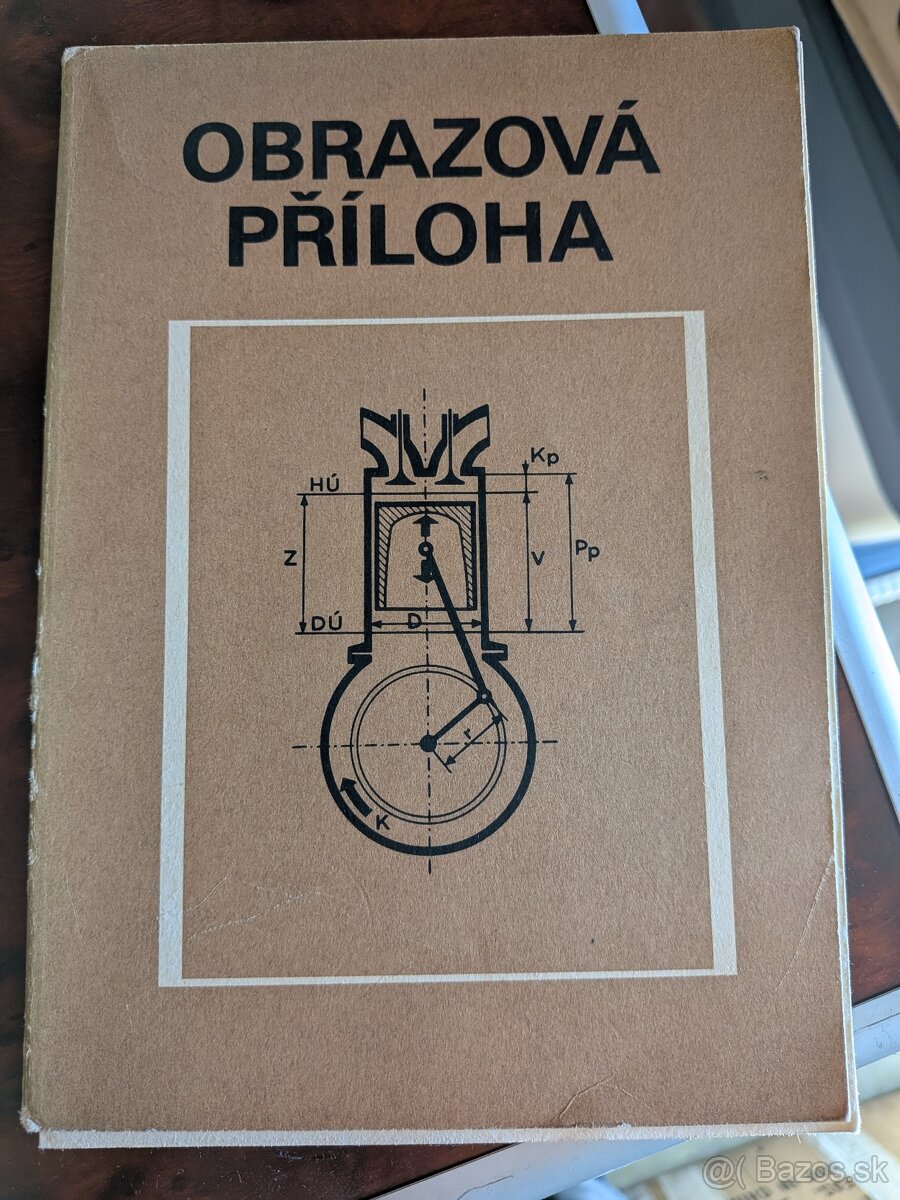 OBRAZOVÁ
PŘÍLOHA
Kp
HÚ
Z
V
Pp
DÚ
D
r
K
@( Bazos.sk